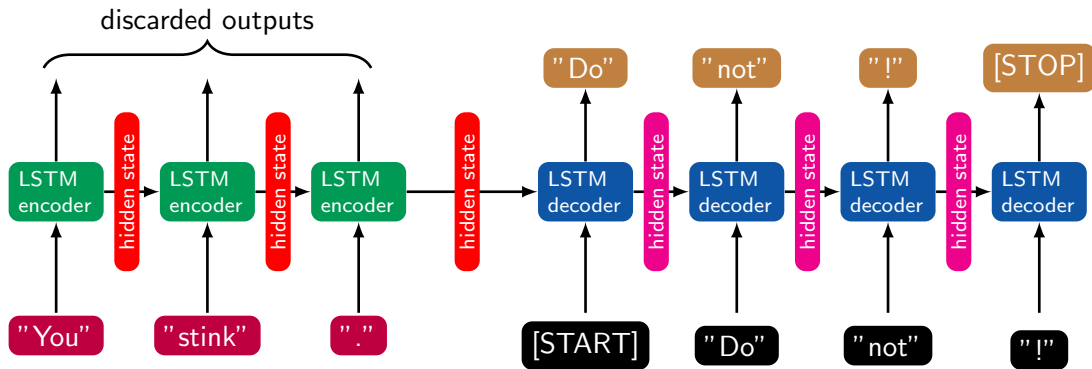 discarded outputs
"Do"
"not"
"!"
[STOP]
LSTM
encoder
hidden state
LSTM
encoder
hidden state
LSTM
encoder
hidden state
LSTM
decoder
hidden state
LSTM
decoder
hidden state
LSTM
decoder
hidden state
LSTM
decoder
"You"
"stink"
"."
[START]
"Do"
"not"
"!"